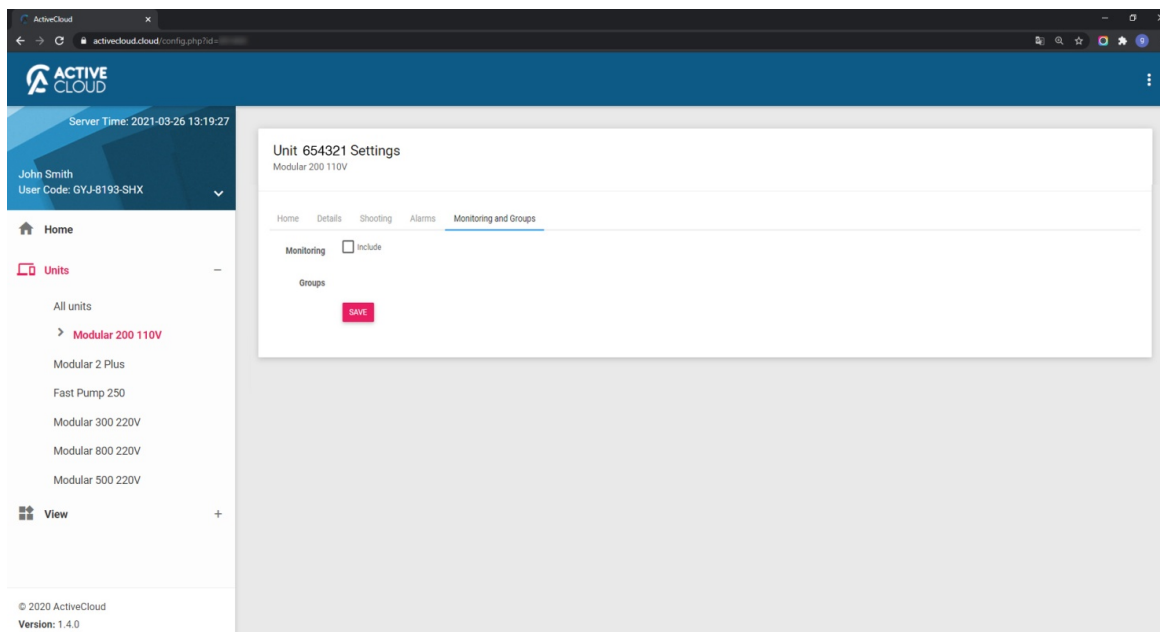 ActiveCloud
activecloud.cloud/config.php?id=
ACTIVE
CLOUD
Server Time: 2021-03-26 13:19:27
John Smith
User Code: GYJ-8193-SHX
Home
Units
All units
Modular 200 110V
Modular 2 Plus
Fast Pump 250
Modular 300 220V
Modular 800 220V
Modular 500 220V
View
© 2020 ActiveCloud
Version: 1.4.0
Unit 654321 Settings
Modular 200 110V
Home Details Shooting Alarms Monitoring and Groups
Monitoring Include
Groups
SAVE